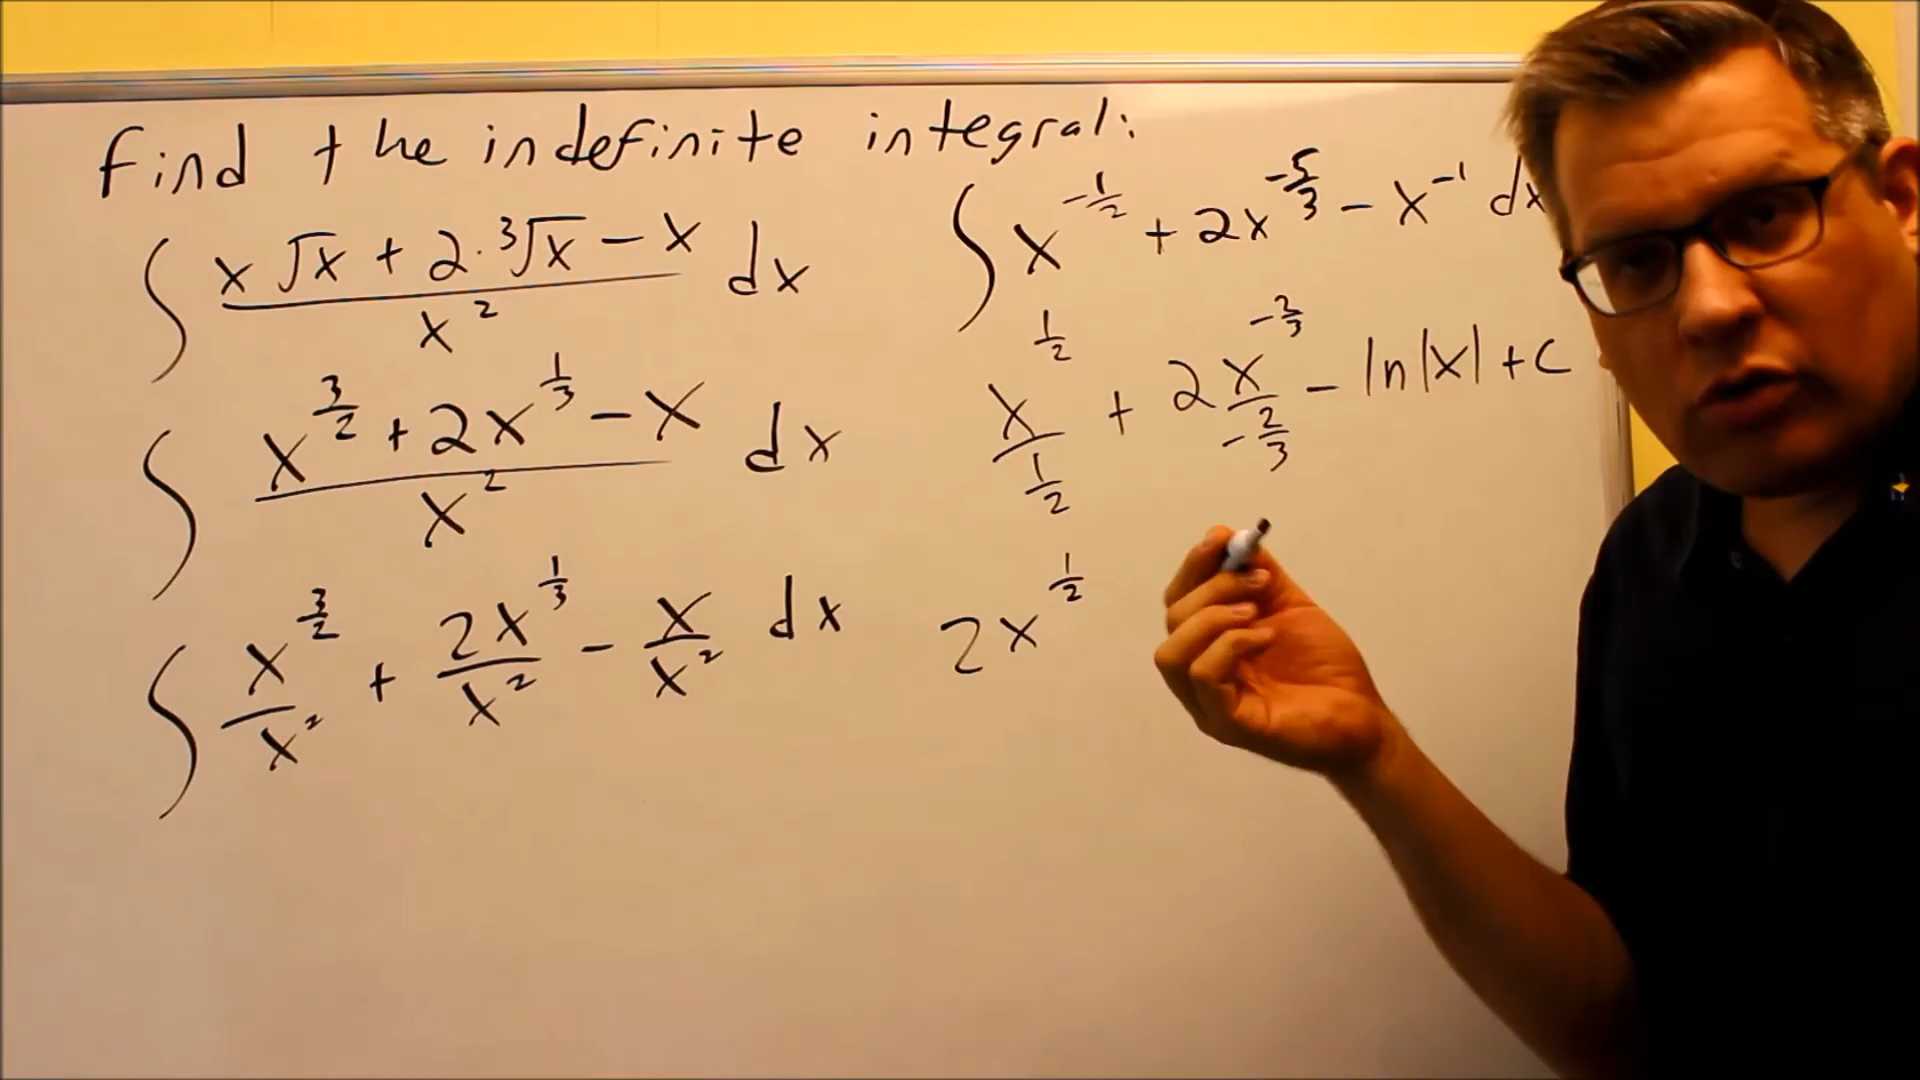 Find the indefinite integral:
∫ (x√x + 2·³√x − x)/x² dx
∫ (x^(3/2) + 2x^(1/3) − x)/x² dx
∫ x^(3/2)/x² + 2x^(1/3)/x² − x/x² dx
∫ x^(-1/2) + 2x^(-5/3) − x^(-1) dx
x^(1/2)/(1/2) + 2x^(-2/3)/(-2/3) − ln|x| + c
2x^(1/2)